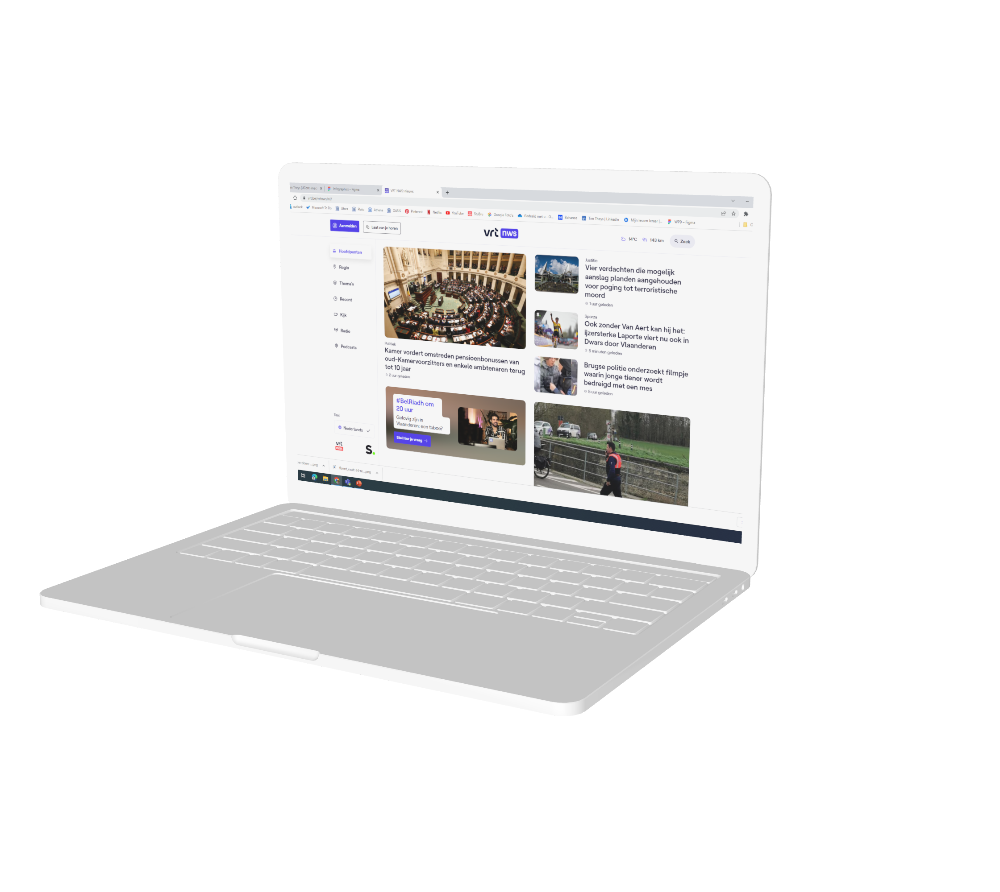 m Theys (UGent-imec
Infographics – Figma
VRT NWS: nieuws
vrt.be/vrtnws/nl/
outlook
Microsoft To Do
Ufora
Plato
Athena
OASIS
Pinterest
Netflix
YouTube
StuBru
Google Foto's
Gedeeld met u - O...
Behance
Tim Theys | LinkedIn
Mijn lessen leraar |...
WP9 – Figma
Aanmelden
Laat van je horen
vrt nws
14°C
143 km
Zoek
Hoofdpunten
Regio
Thema's
Recent
Kijk
Radio
Podcasts
Taal
Nederlands
vrt
max
S.
Politiek
Kamer vordert omstreden pensioenbonussen van
oud-Kamervoorzitters en enkele ambtenaren terug
tot 10 jaar
2 uur geleden
#BelRiadh om
20 uur
Gelovig zijn in
Vlaanderen: een taboe?
Stel hier je vraag
Justitie
Vier verdachten die mogelijk
aanslag planden aangehouden
voor poging tot terroristische
moord
1 uur geleden
S.
Sporza
Ook zonder Van Aert kan hij het:
ijzersterke Laporte viert nu ook in
Dwars door Vlaanderen
5 minuten geleden
Brugse politie onderzoekt filmpje
waarin jonge tiener wordt
bedreigd met een mes
5 uur geleden
w-down-...png
fluent_vault-24-re...png